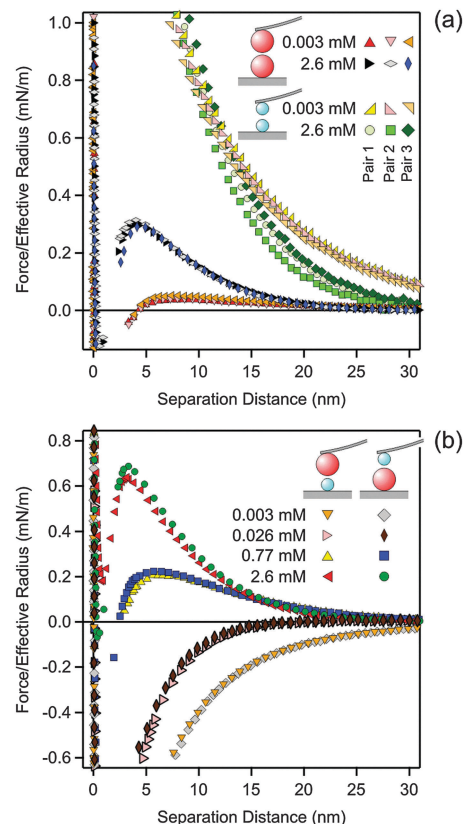 (a)
1.0
0.8
0.6
0.4
0.2
0.0
Force/Effective Radius (mN/m)
0.003 mM
2.6 mM
0.003 mM
2.6 mM
Pair 1
Pair 2
Pair 3
0 5 10 15 20 25 30
Separation Distance (nm)
(b)
0.8
0.6
0.4
0.2
0.0
-0.2
-0.4
-0.6
Force/Effective Radius (mN/m)
0.003 mM
0.026 mM
0.77 mM
2.6 mM
0 5 10 15 20 25 30
Separation Distance (nm)